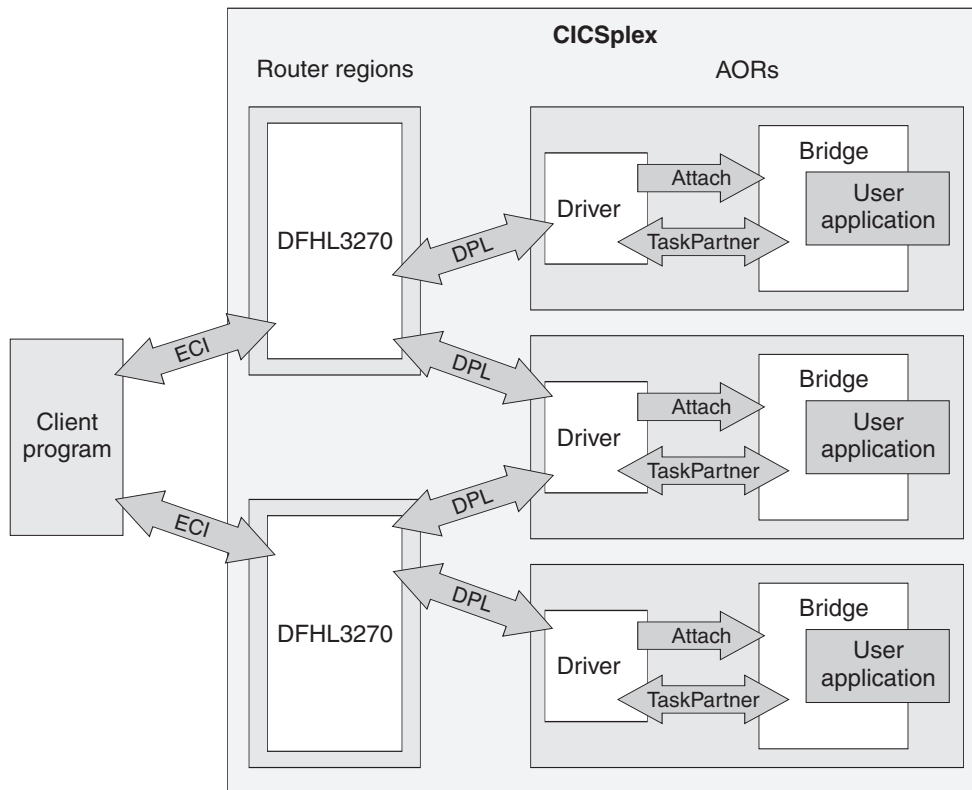 CICSplex
Router regions
AORs
DFHL3270
Driver
Attach
TaskPartner
Bridge
User
application
DPL
ECI
DPL
Client
program
Driver
Attach
TaskPartner
Bridge
User
application
ECI
DPL
DFHL3270
DPL
Driver
Attach
TaskPartner
Bridge
User
application